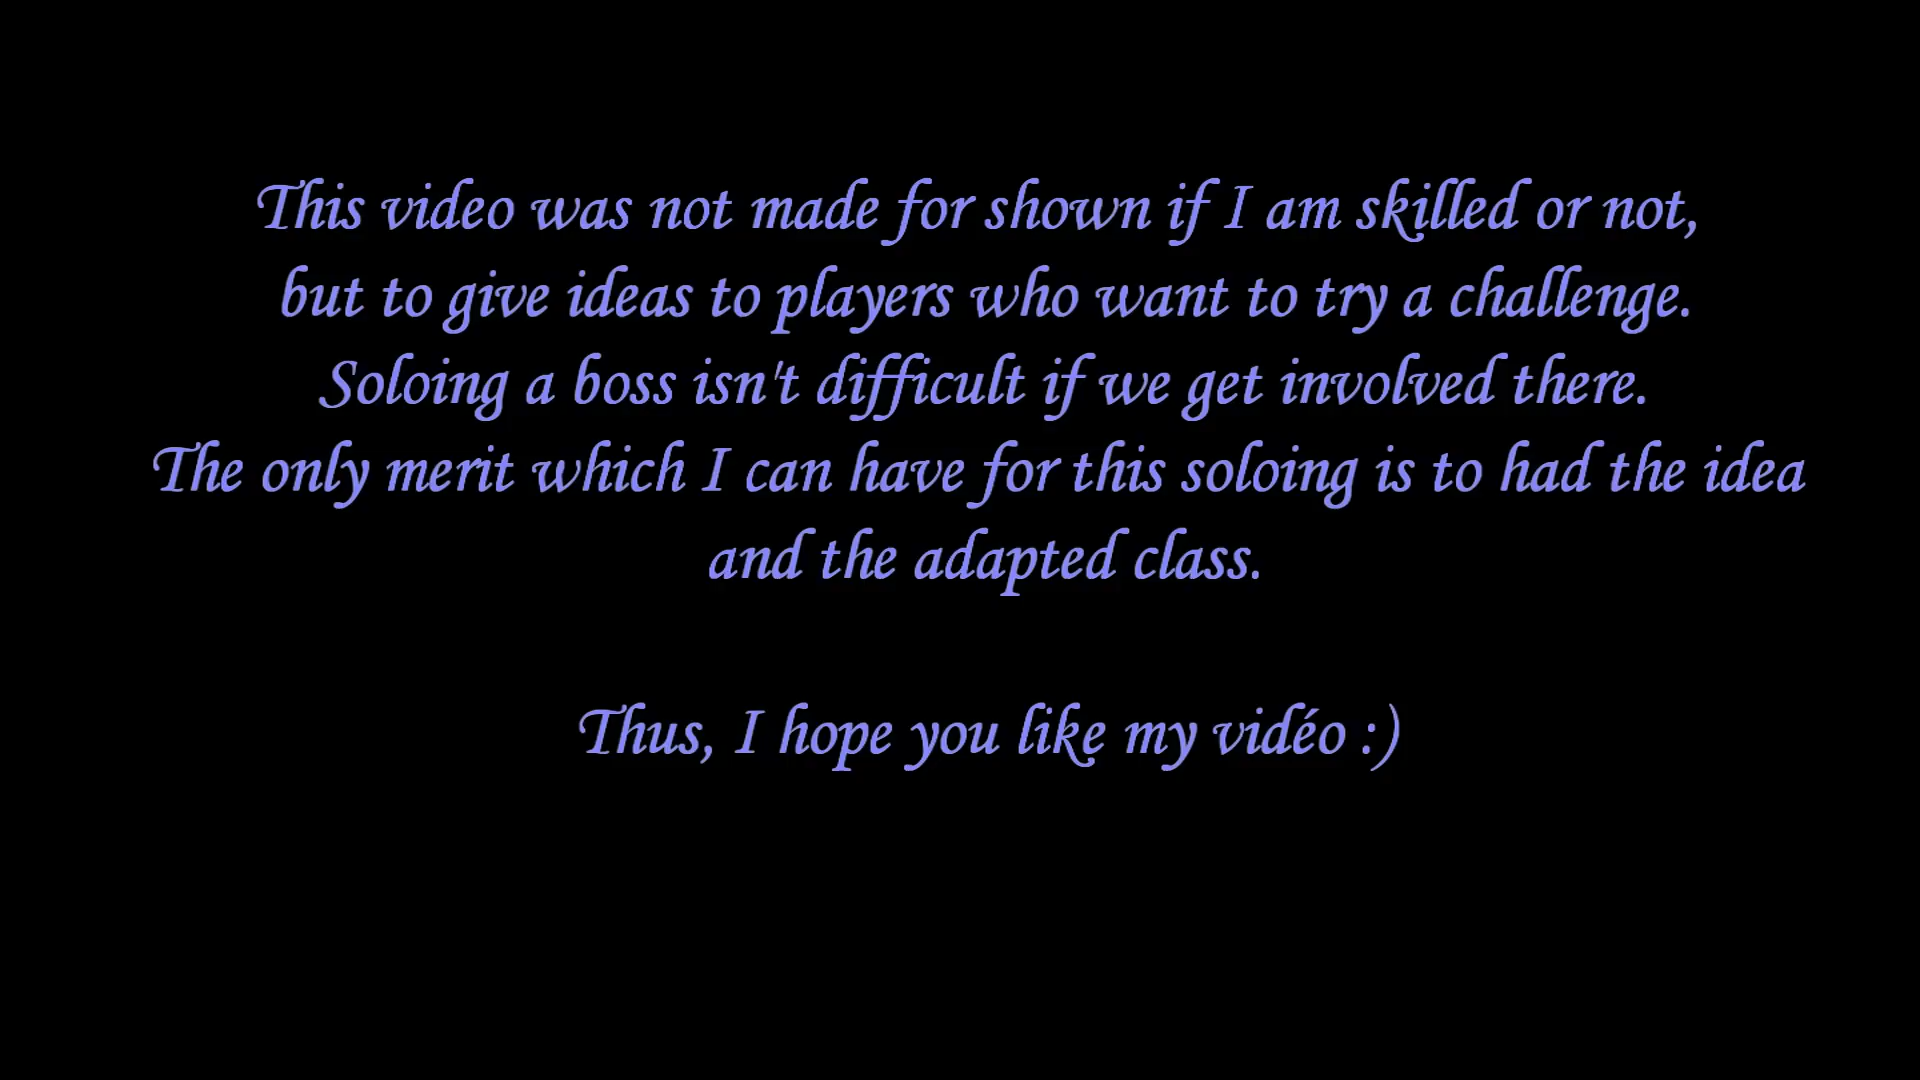 This video was not made for shown if I am skilled or not,
but to give ideas to players who want to try a challenge.
Soloing a boss isn't difficult if we get involved there.
The only merit which I can have for this soloing is to had the idea
and the adapted class.
Thus, I hope you like my vidéo :)